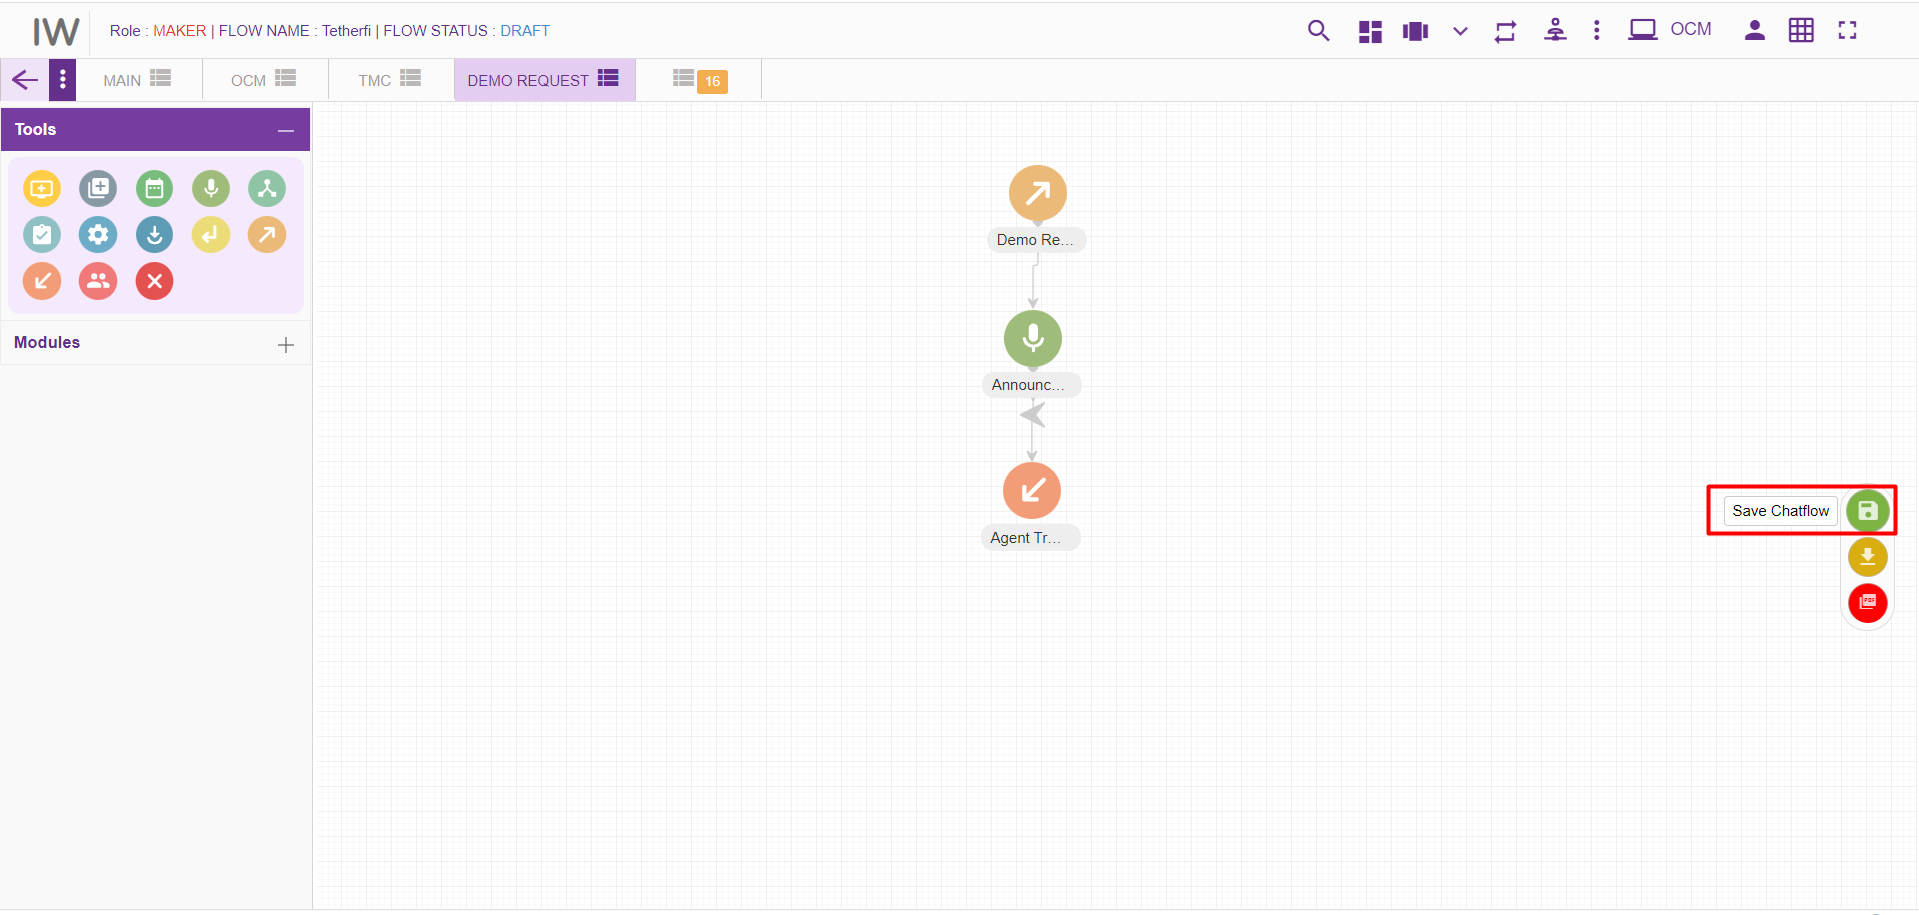 IW
Role : MAKER | FLOW NAME : Tetherfi | FLOW STATUS : DRAFT
OCM
MAIN
OCM
TMC
DEMO REQUEST
16
Tools
Modules
Demo Re...
Announc...
Agent Tr...
Save Chatflow
PDF